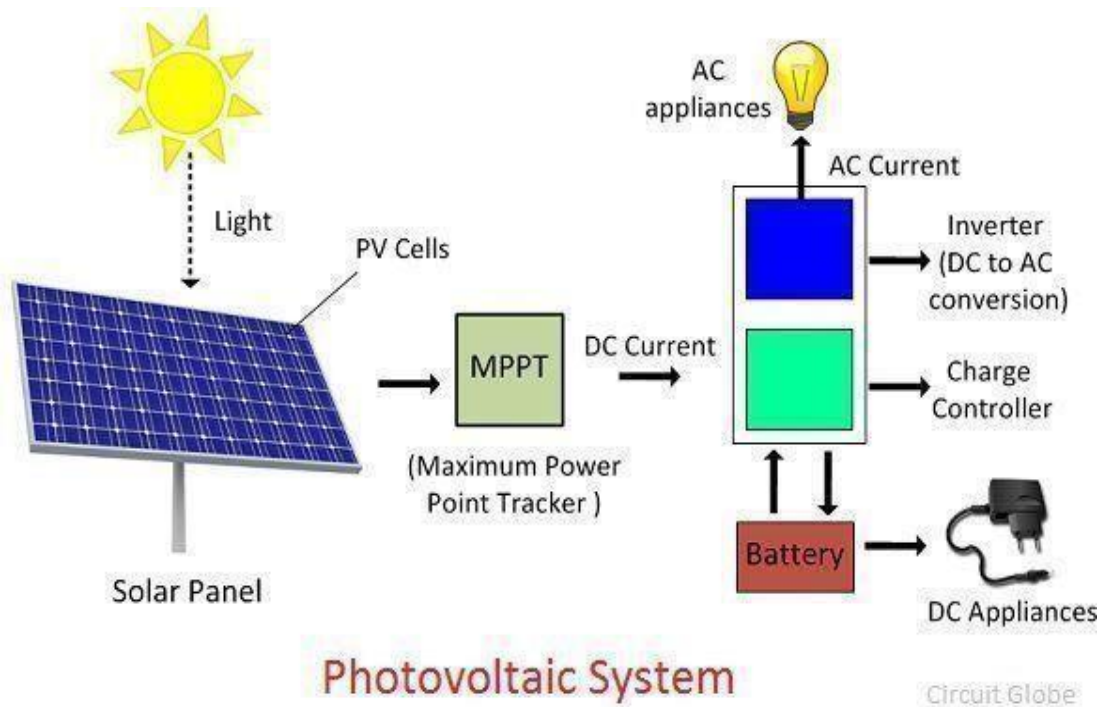 AC
appliances
AC Current
Light
PV Cells
Inverter
(DC to AC
conversion)
MPPT
DC Current
Charge
Controller
(Maximum Power
Point Tracker )
Battery
Solar Panel
DC Appliances
Photovoltaic System
Circuit Globe